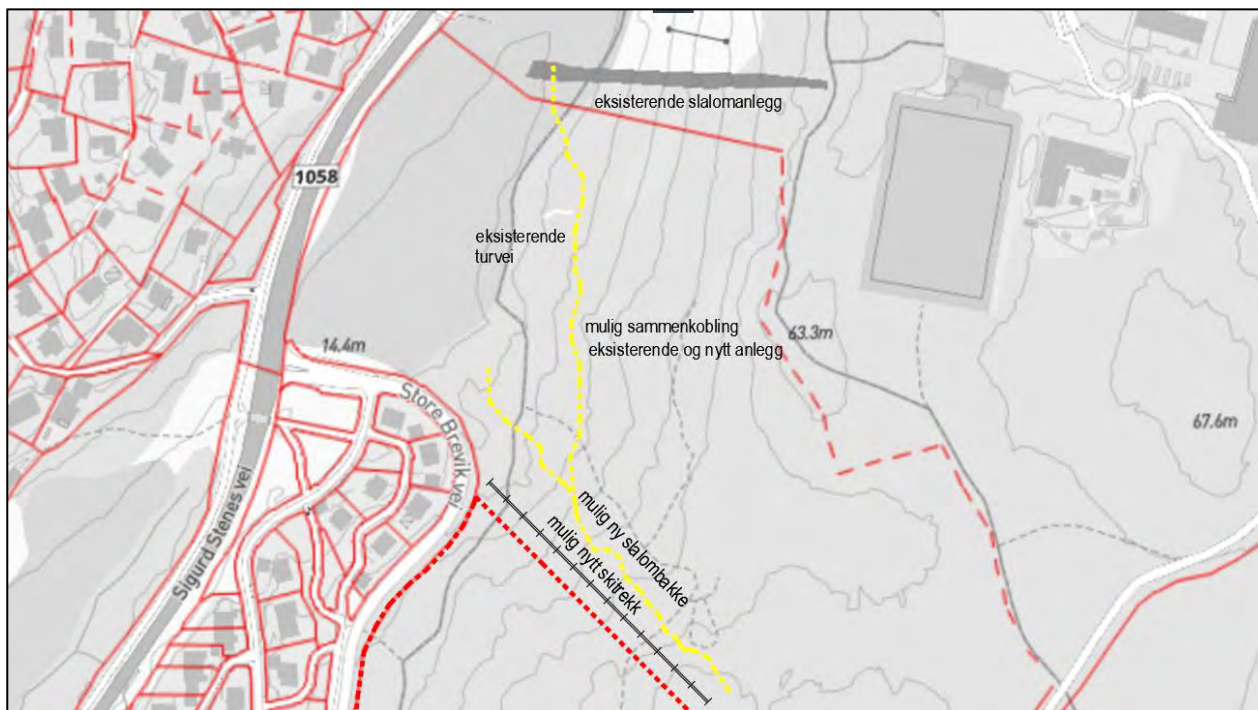 eksisterende slalomanlegg
1058
eksisterende
turvei
mulig sammenkobling
eksisterende og nytt anlegg
63.3m
14.4m
Store Brevik vei
67.6m
Sigurd Stenes vei
mulig ny slalombakke
mulig nytt skitrekk